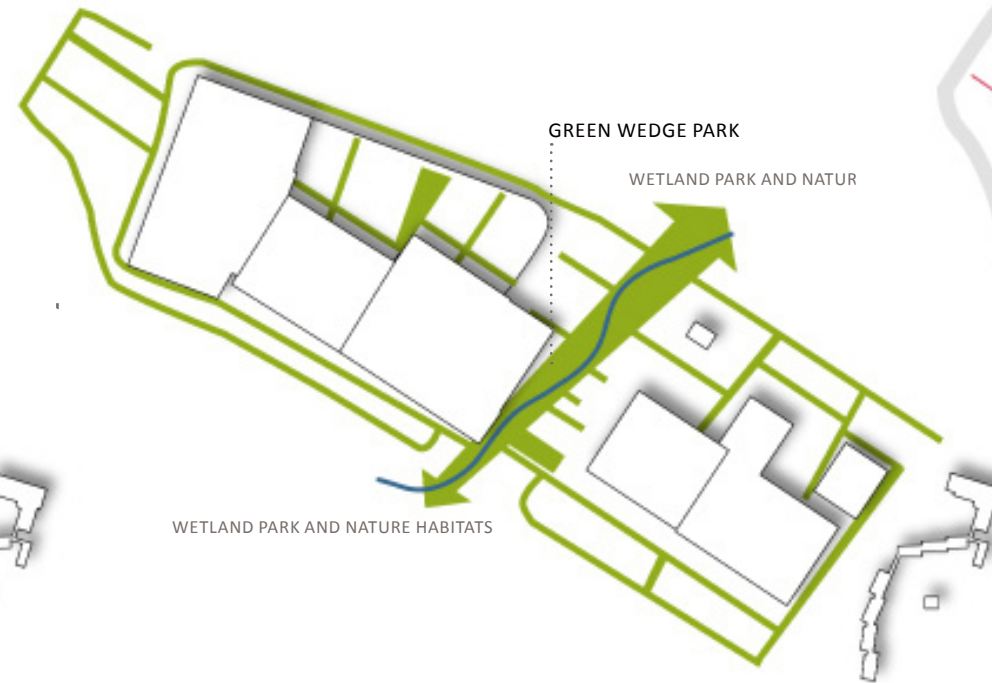 GREEN WEDGE PARK
WETLAND PARK AND NATUR
WETLAND PARK AND NATURE HABITATS